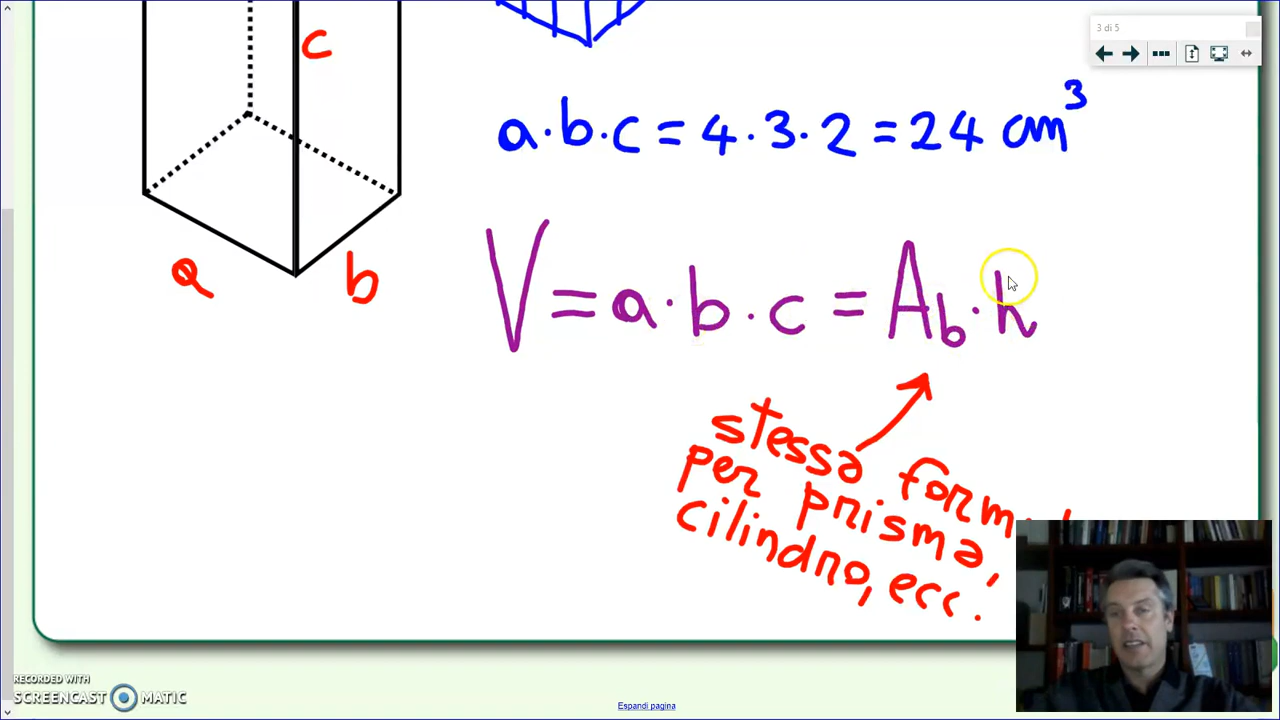 3 di 5
c
a·b·c = 4·3·2 = 24 cm³
a
b
V = a·b·c = A_b·h
stessa
per prisma,
cilindro, ecc.
RECORDED WITH
SCREENCAST MATIC
Espandi pagina